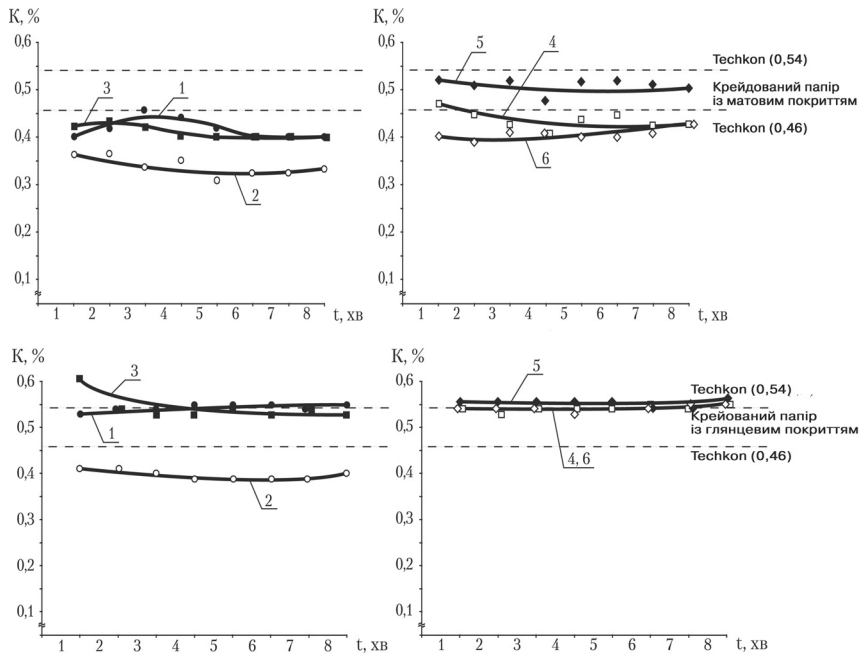 К, %
0,6
0,5
0,4
0,3
0,2
0,1
1 2 3 4 5 6 7 8 t, хв
3
1
2
К, %
0,6
0,5
0,4
0,3
0,2
0,1
1 2 3 4 5 6 7 8 t, хв
5
4
6
Techkon (0,54)
Крейдований папір
із матовим покриттям
Techkon (0,46)
К, %
0,6
0,5
0,4
0,3
0,2
0,1
1 2 3 4 5 6 7 8 t, хв
3
1
2
К, %
0,6
0,5
0,4
0,3
0,2
0,1
1 2 3 4 5 6 7 8 t, хв
5
4, 6
Techkon (0,54)
Крейований папір
із глянцевим покриттям
Techkon (0,46)